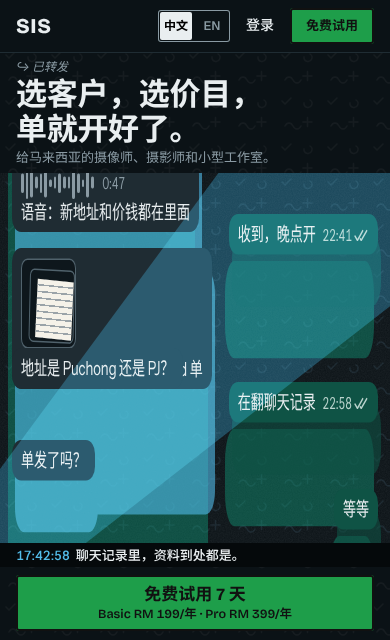 SIS
中文 EN 登录 免费试用
已转发
选客户，选价目，
单就开好了。
给马来西亚的摄像师、摄影师和小型工作室。
0:47
语音：新地址和价钱都在里面
收到，晚点开 22:41
地址是 Puchong 还是 PJ？ 单
在翻聊天记录 22:58
单发了吗？
等等
17:42:58 聊天记录里，资料到处都是。
免费试用 7 天
Basic RM 199/年 · Pro RM 399/年